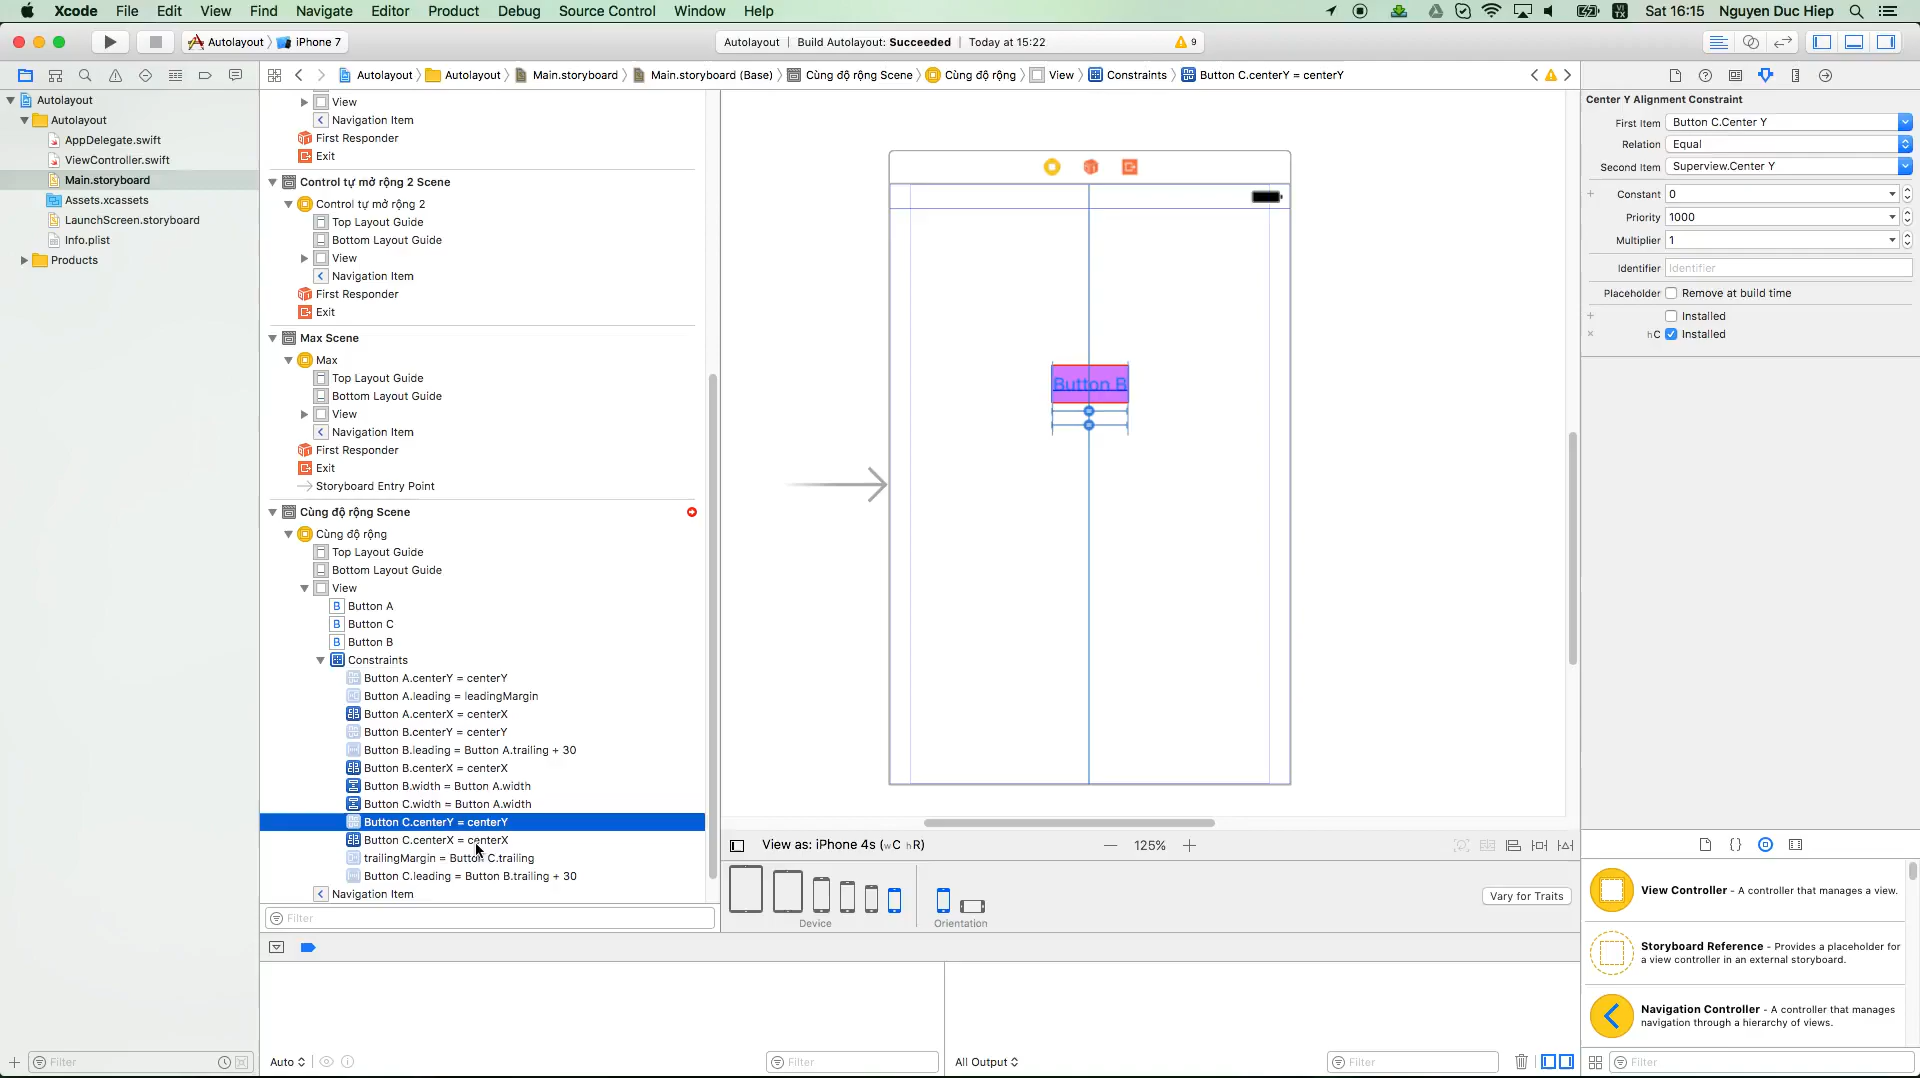 Xcode File Edit View Find Navigate Editor Product Debug Source Control Window Help
Sat 16:15 Nguyen Duc Hiep
Autolayout iPhone 7
Autolayout | Build Autolayout: Succeeded | Today at 15:22
9
Autolayout Autolayout Main.storyboard Main.storyboard (Base) Cùng độ rộng Scene Cùng độ rộng View Constraints Button C.centerY = centerY
Autolayout
Autolayout
AppDelegate.swift
ViewController.swift
Main.storyboard
Assets.xcassets
LaunchScreen.storyboard
Info.plist
Products
Filter
View
Navigation Item
First Responder
Exit
Control tự mở rộng 2 Scene
Control tự mở rộng 2
Top Layout Guide
Bottom Layout Guide
View
Navigation Item
First Responder
Exit
Max Scene
Max
Top Layout Guide
Bottom Layout Guide
View
Navigation Item
First Responder
Exit
Storyboard Entry Point
Cùng độ rộng Scene
Cùng độ rộng
Top Layout Guide
Bottom Layout Guide
View
B Button A
B Button C
B Button B
Constraints
Button A.centerY = centerY
Button A.leading = leadingMargin
Button A.centerX = centerX
Button B.centerY = centerY
Button B.leading = Button A.trailing + 30
Button B.centerX = centerX
Button B.width = Button A.width
Button C.width = Button A.width
Button C.centerY = centerY
Button C.centerX = centerX
trailingMargin = Button C.trailing
Button C.leading = Button B.trailing + 30
Navigation Item
Filter
Button B
View as: iPhone 4s (wC hR)
125%
Device
Orientation
Vary for Traits
Auto
Filter
All Output
Filter
Center Y Alignment Constraint
First Item Button C.Center Y
Relation Equal
Second Item Superview.Center Y
Constant 0
Priority 1000
Multiplier 1
Identifier Identifier
Placeholder Remove at build time
Installed
hC Installed
View Controller - A controller that manages a view.
Storyboard Reference - Provides a placeholder for
a view controller in an external storyboard.
Navigation Controller - A controller that manages
navigation through a hierarchy of views.
Filter